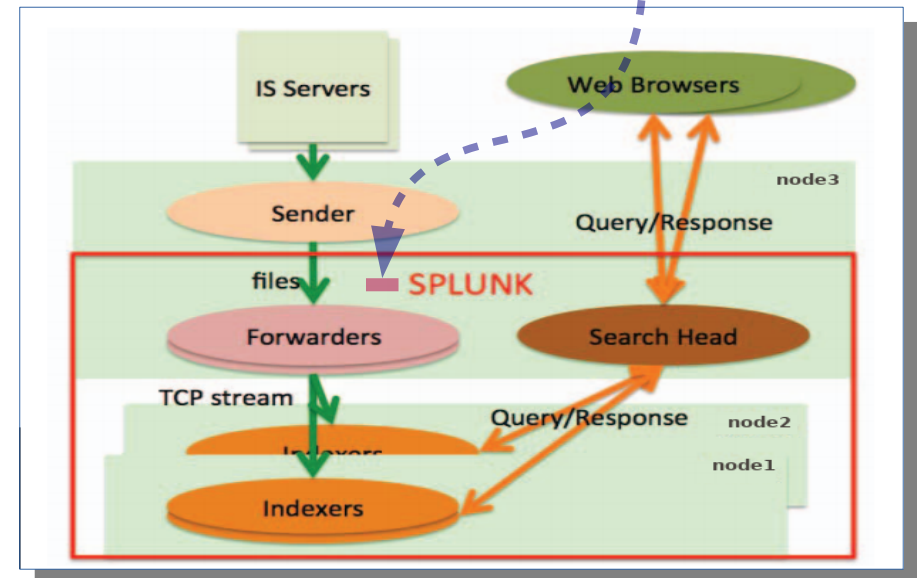 IS Servers
Web Browsers
node3
Sender
Query/Response
files
SPLUNK
Forwarders
Search Head
TCP stream
Query/Response
node2
Indexers
node1
Indexers